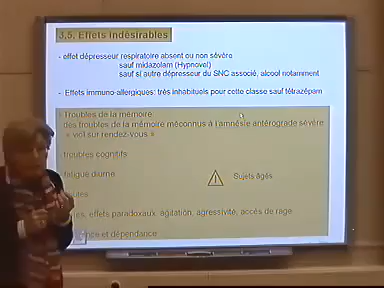 3.5. Effets indésirables
- effet dépresseur respiratoire absent ou non sévère
sauf midazolam (Hypnovel)
sauf si autre dépresseur du SNC associé, alcool notamment
- Effets immuno-allergiques: très inhabituels pour cette classe sauf tétrazépam
- Troubles de la mémoire:
des troubles de la mémoire méconnus à l'amnésie antérograde sévère
« viol sur rendez-vous »
troubles cognitifs
fatigue diurne
Sujets âgés
effets paradoxaux: agitation, agressivité, accès de rage
et dépendance